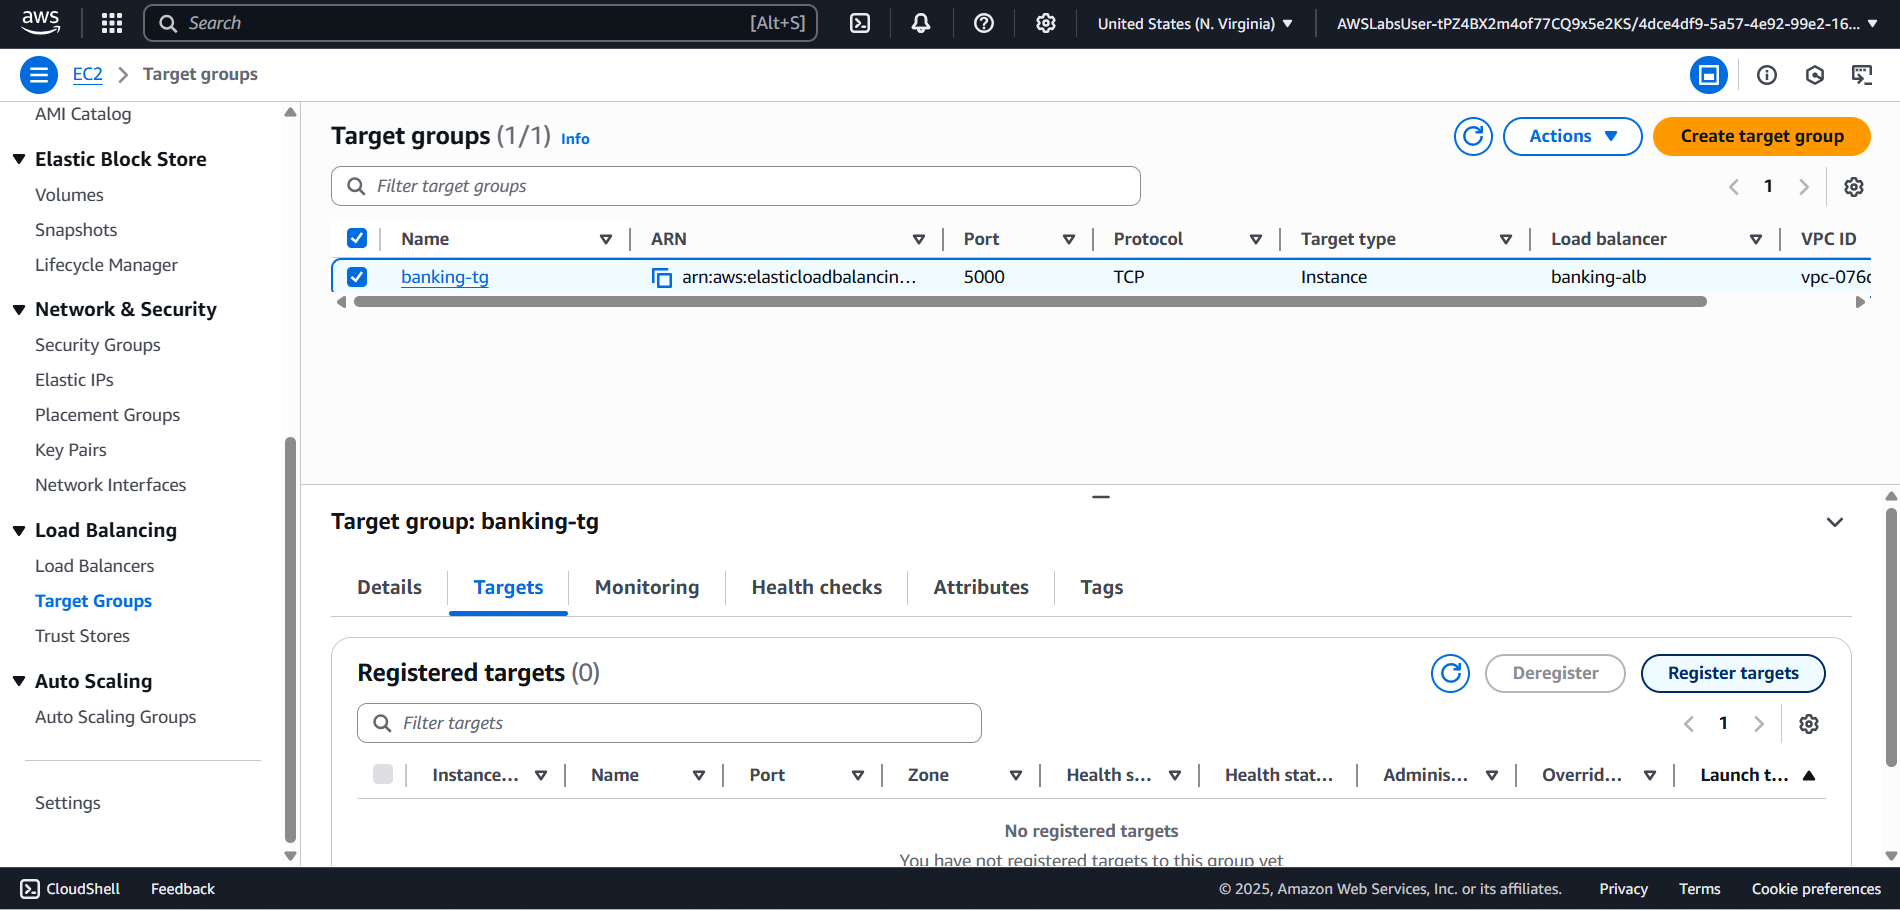 aws Search [Alt+S] United States (N. Virginia) AWSLabsUser-tPZ4BX2m4of77CQ9x5e2KS/4dce4df9-5a57-4e92-99e2-16...
EC2 Target groups
AMI Catalog
Elastic Block Store
Volumes
Snapshots
Lifecycle Manager
Network & Security
Security Groups
Elastic IPs
Placement Groups
Key Pairs
Network Interfaces
Load Balancing
Load Balancers
Target Groups
Trust Stores
Auto Scaling
Auto Scaling Groups
Settings
Target groups (1/1) Info
Actions Create target group
Filter target groups
1
Name ARN Port Protocol Target type Load balancer VPC ID
banking-tg arn:aws:elasticloadbalancin... 5000 TCP Instance banking-alb vpc-076c
Target group: banking-tg
Details Targets Monitoring Health checks Attributes Tags
Registered targets (0)
Deregister Register targets
Filter targets
1
Instance... Name Port Zone Health s... Health stat... Adminis... Overrid... Launch t...
No registered targets
You have not registered targets to this group yet
CloudShell Feedback © 2025, Amazon Web Services, Inc. or its affiliates. Privacy Terms Cookie preferences